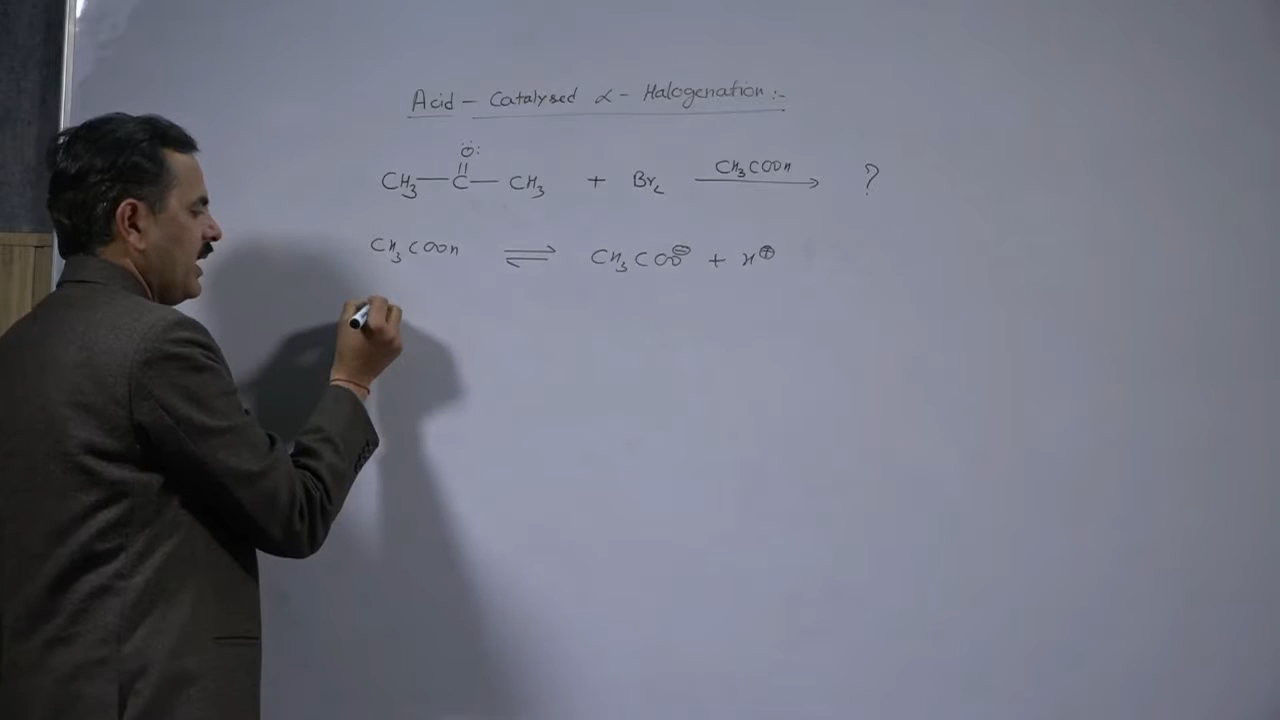 Acid - Catalysed α - Halogenation :-
Ö:
CH₃ — C — CH₃ + Br₂ CH₃COOH → ?
CH₃COOH ⇌ CH₃COO⊖ + H⊕